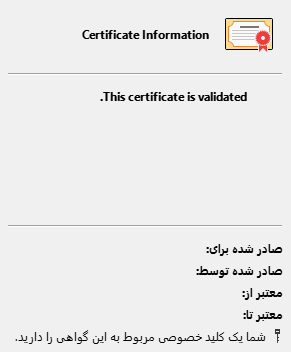 Certificate Information
.This certificate is validated
صادر شده برای:
صادر شده توسط:
معتبر از:
معتبر تا:
شما یک کلید خصوصی مربوط به این گواهی را دارید.